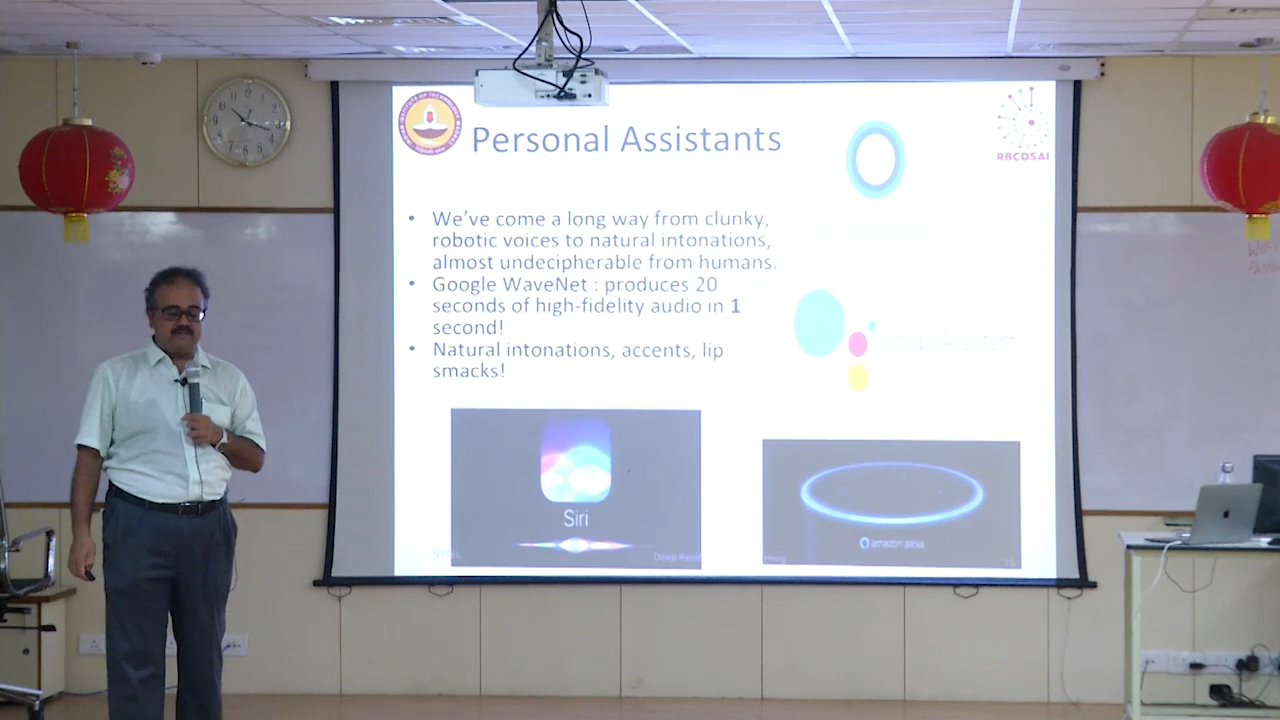 Personal Assistants
RBCDSAI
• We've come a long way from clunky,
robotic voices to natural intonations,
almost undecipherable from humans.
• Google WaveNet : produces 20
seconds of high-fidelity audio in 1
second!
• Natural intonations, accents, lip
smacks!
Siri
amazon alexa